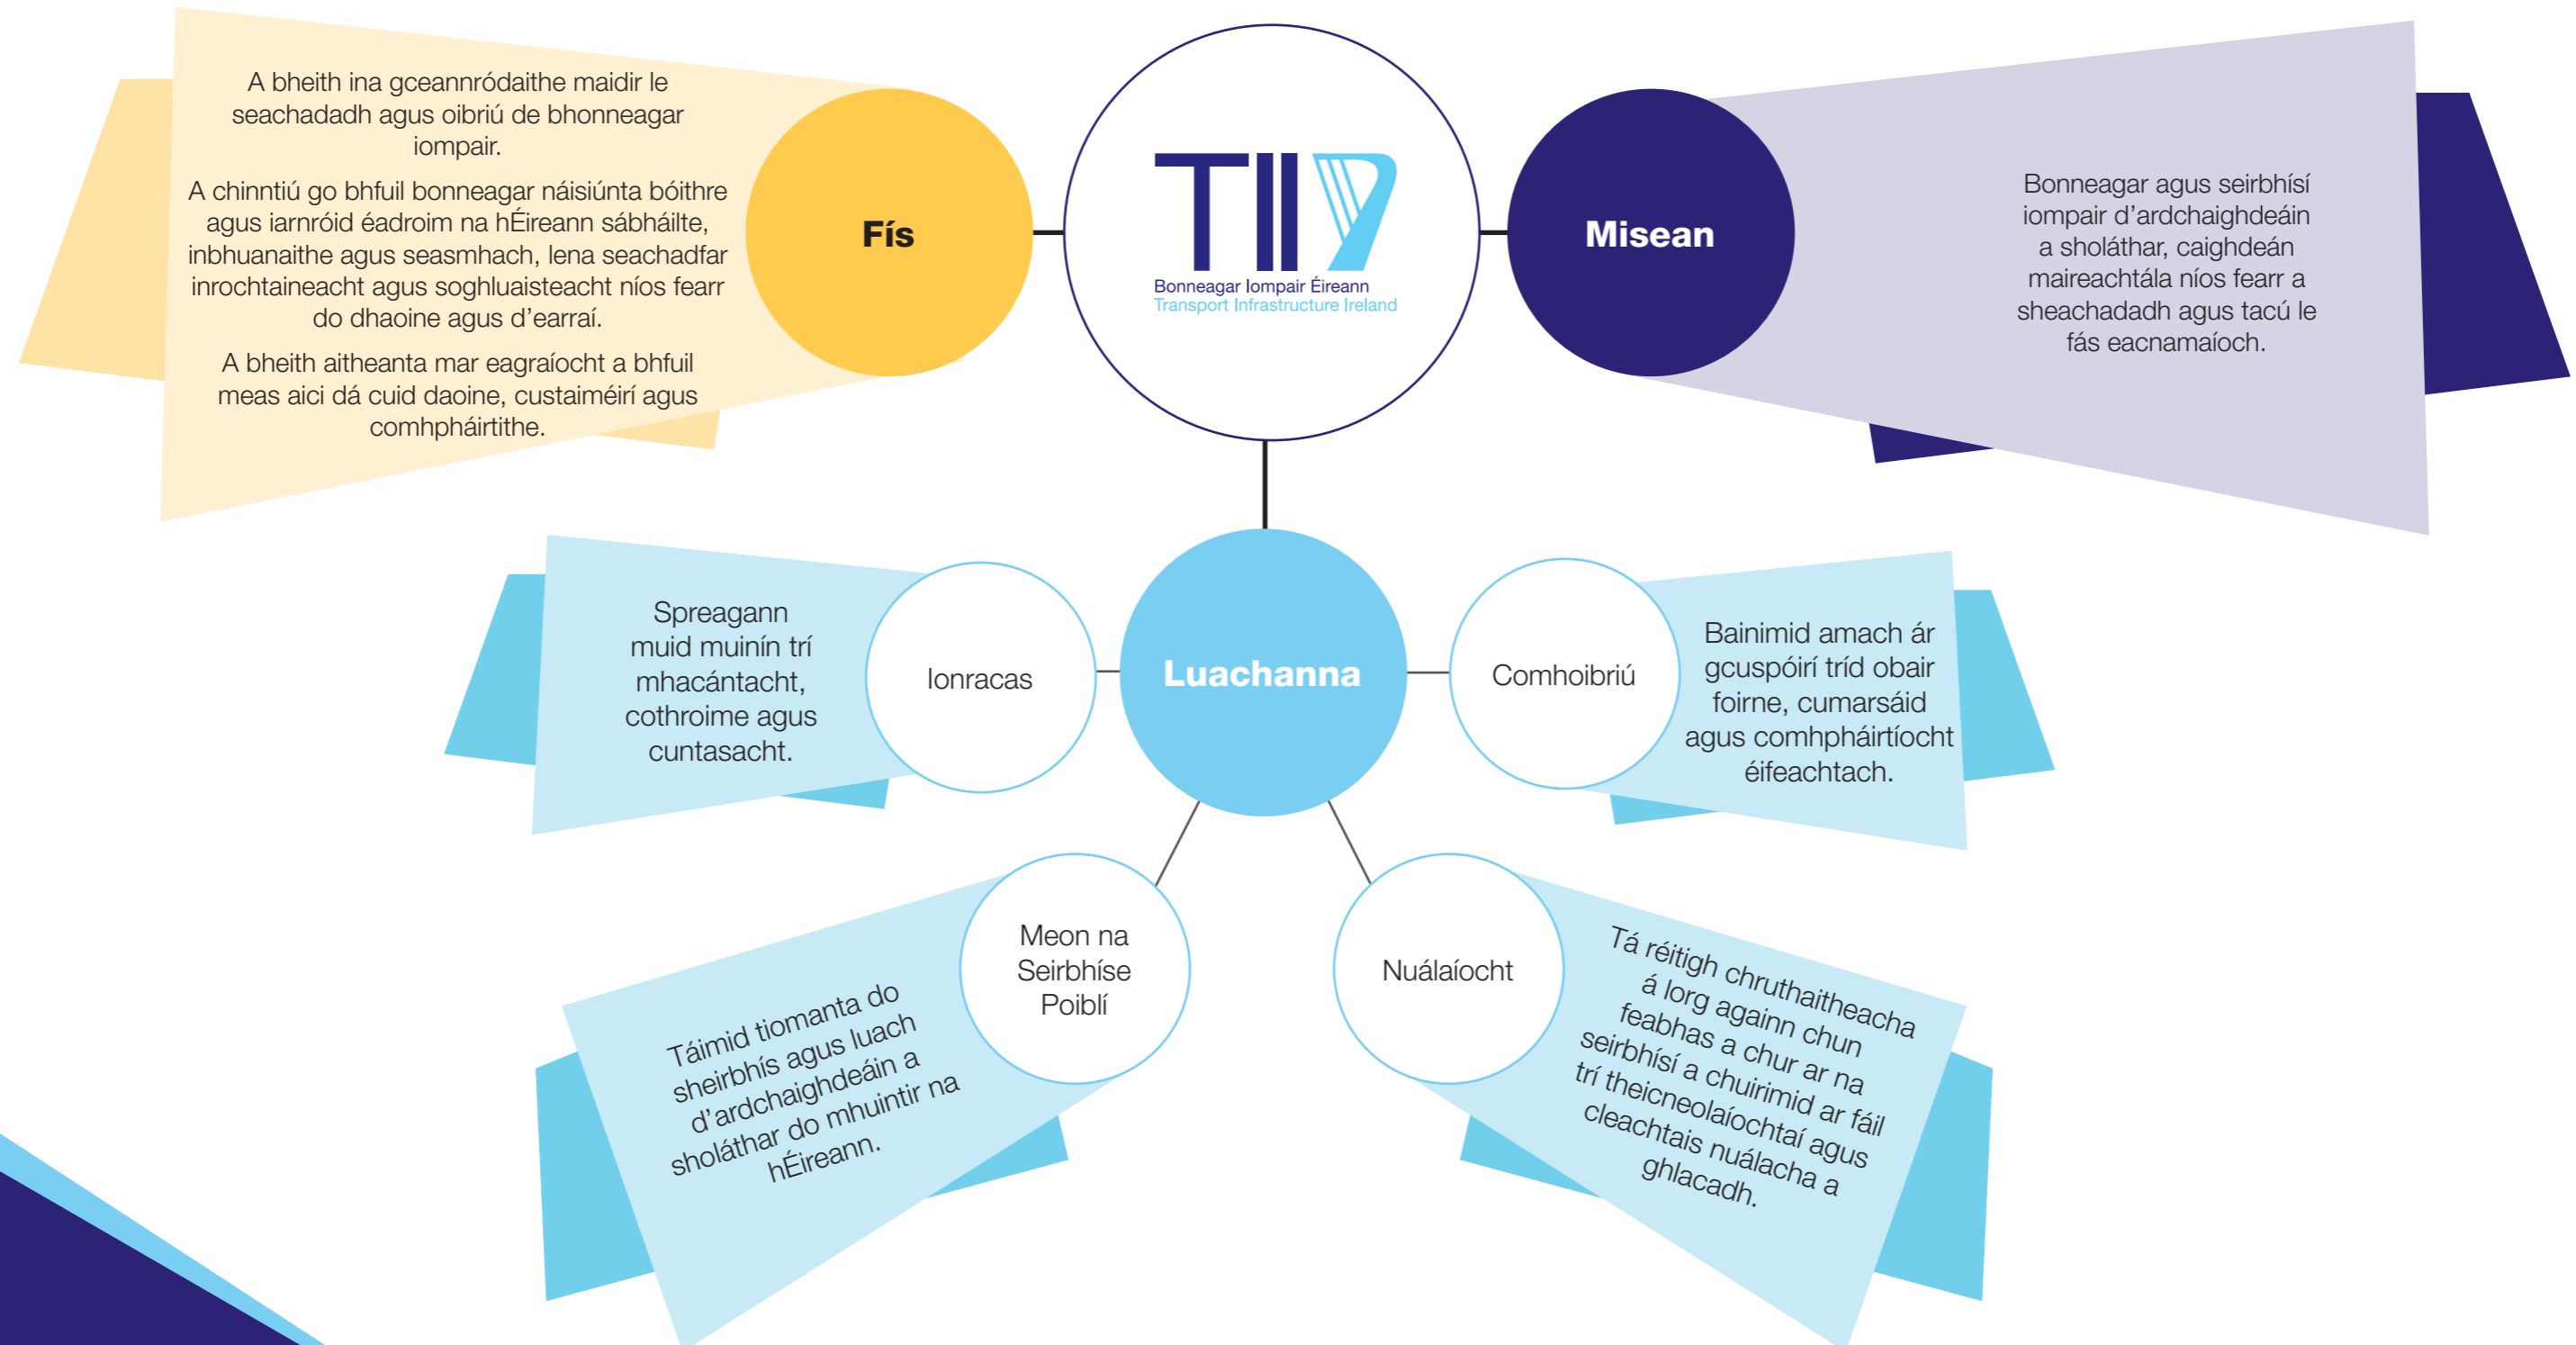 A bheith ina gceannródaithe maidir le
seachadadh agus oibriú de bhonneagar
iompair.
A chinntiú go bhfuil bonneagar náisiúnta bóithre
agus iarnróid éadroim na hÉireann sábháilte,
inbhuanaithe agus seasmhach, lena seachadfar
inrochtaineacht agus soghluaisteacht níos fearr
do dhaoine agus d'earraí.
A bheith aitheanta mar eagraíocht a bhfuil
meas aici dá cuid daoine, custaiméirí agus
comhpháirtithe.
Fís
TII
Bonneagar Iompair Éireann
Transport Infrastructure Ireland
Misean
Bonneagar agus seirbhísí
iompair d'ardchaighdeáin
a sholáthar, caighdeán
maireachtála níos fearr a
sheachadadh agus tacú le
fás eacnamaíoch.
Spreagann
muid muinín trí
mhacántacht,
cothroime agus
cuntasacht.
Ionracas
Luachanna
Comhoibriú
Bainimid amach ár
gcuspóirí tríd obair
foirne, cumarsáid
agus comhpháirtíocht
éifeachtach.
Táimid tiomanta do
sheirbhís agus luach
d'ardchaighdeáin a
sholáthar do mhuintir na
hÉireann.
Meon na
Seirbhíse
Poiblí
Nuálaíocht
Tá réitigh chruthaitheacha
á lorg againn chun
feabhas a chur ar na
seirbhísí a chuirimid ar fáil
trí theicneolaíochtaí agus
cleachtais nuálacha a
ghlacadh.